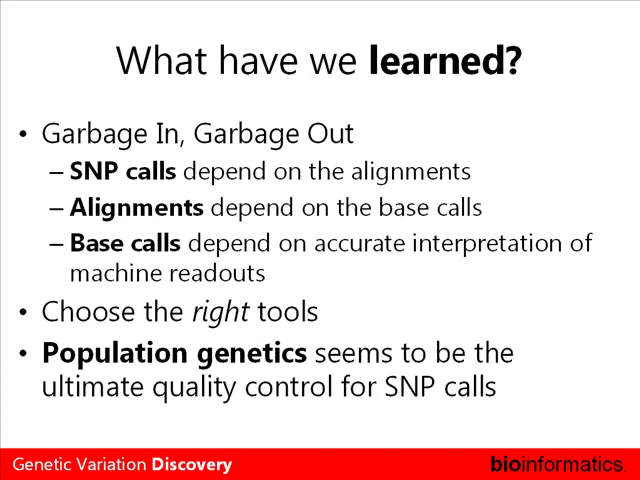 What have we learned?
• Garbage In, Garbage Out
– SNP calls depend on the alignments
– Alignments depend on the base calls
– Base calls depend on accurate interpretation of
machine readouts
• Choose the right tools
• Population genetics seems to be the
ultimate quality control for SNP calls
Genetic Variation Discovery
bioinformatics.